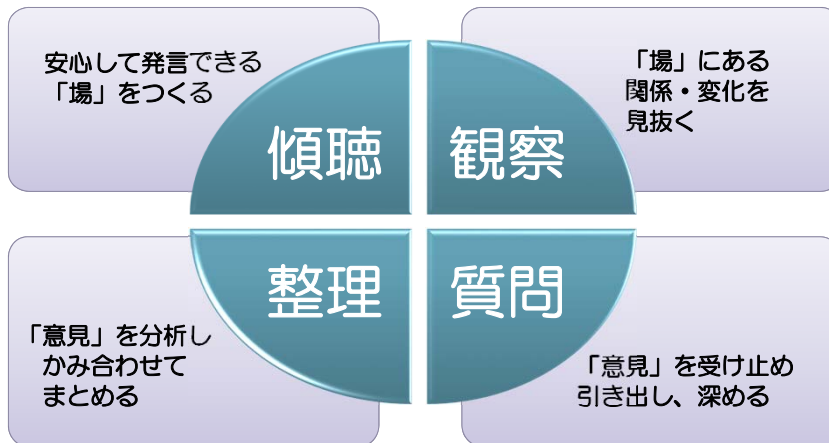 安心して発言できる
「場」をつくる
傾聴
観察
「場」にある
関係・変化を
見抜く
「意見」を分析し
かみ合わせて
まとめる
整理
質問
「意見」を受け止め
引き出し、深める